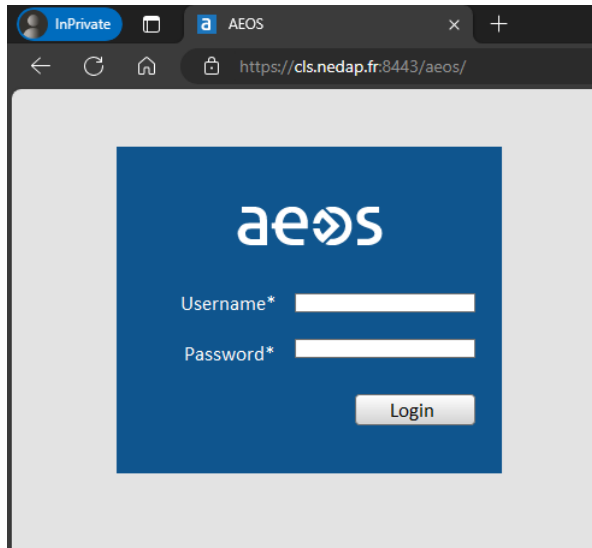 InPrivate
a AEOS
https://cls.nedap.fr:8443/aeos/
aeos
Username*
Password*
Login